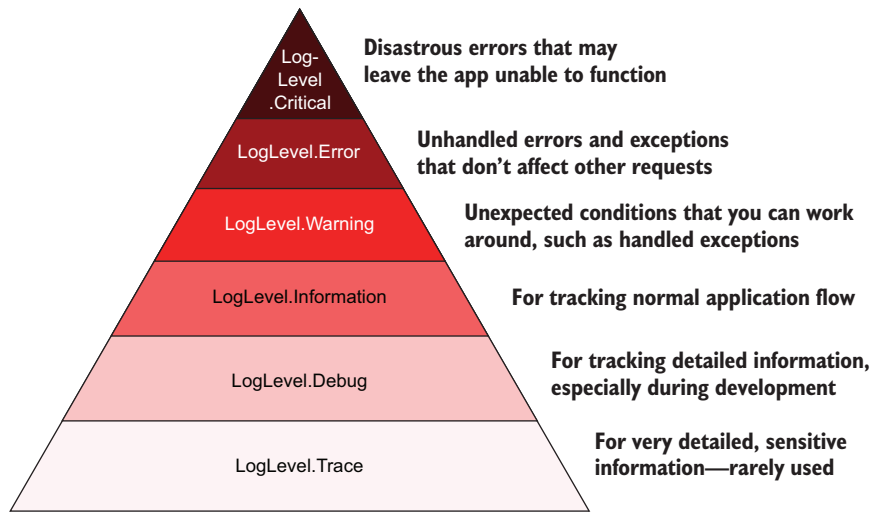 Log-
Level
.Critical
Disastrous errors that may
leave the app unable to function
LogLevel.Error
Unhandled errors and exceptions
that don't affect other requests
LogLevel.Warning
Unexpected conditions that you can work
around, such as handled exceptions
LogLevel.Information
For tracking normal application flow
LogLevel.Debug
For tracking detailed information,
especially during development
LogLevel.Trace
For very detailed, sensitive
information—rarely used